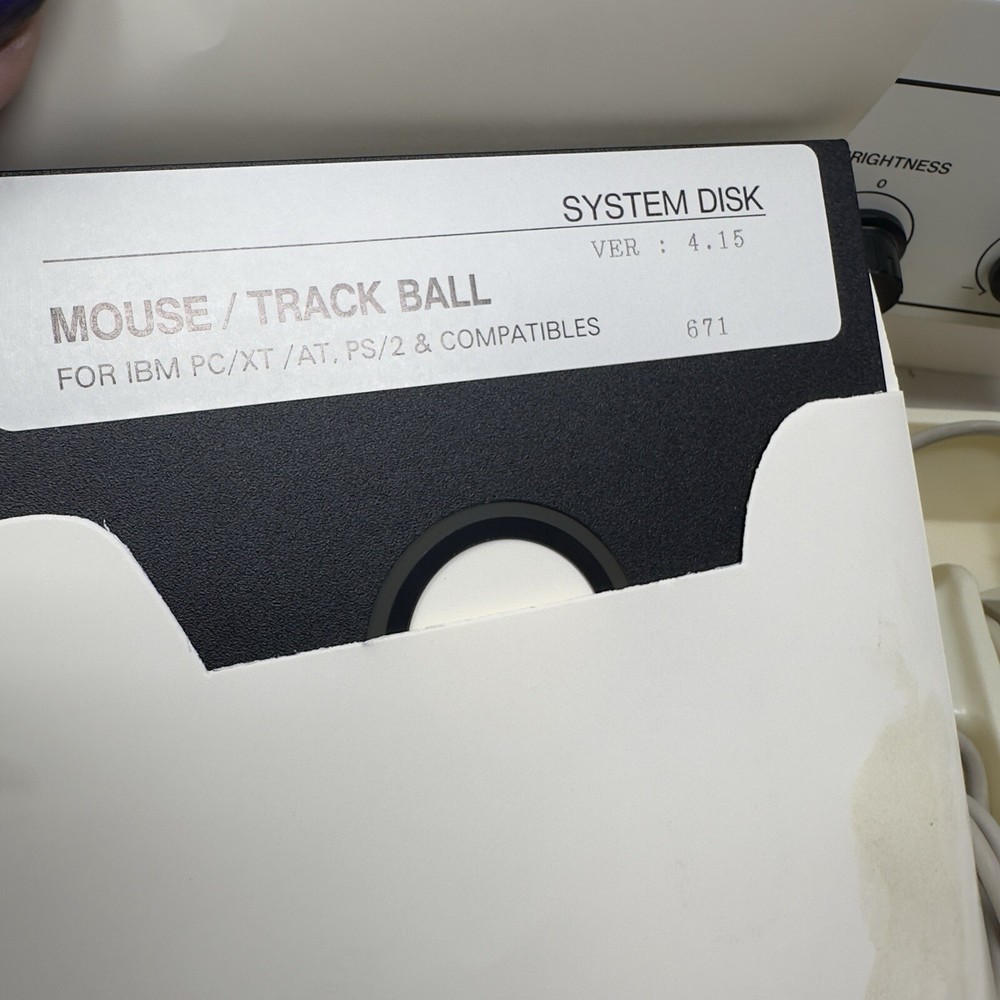 SYSTEM DISK
VER : 4.15
MOUSE / TRACK BALL
FOR IBM PC/XT /AT, PS/2 & COMPATIBLES
671
RIGHTNESS
0